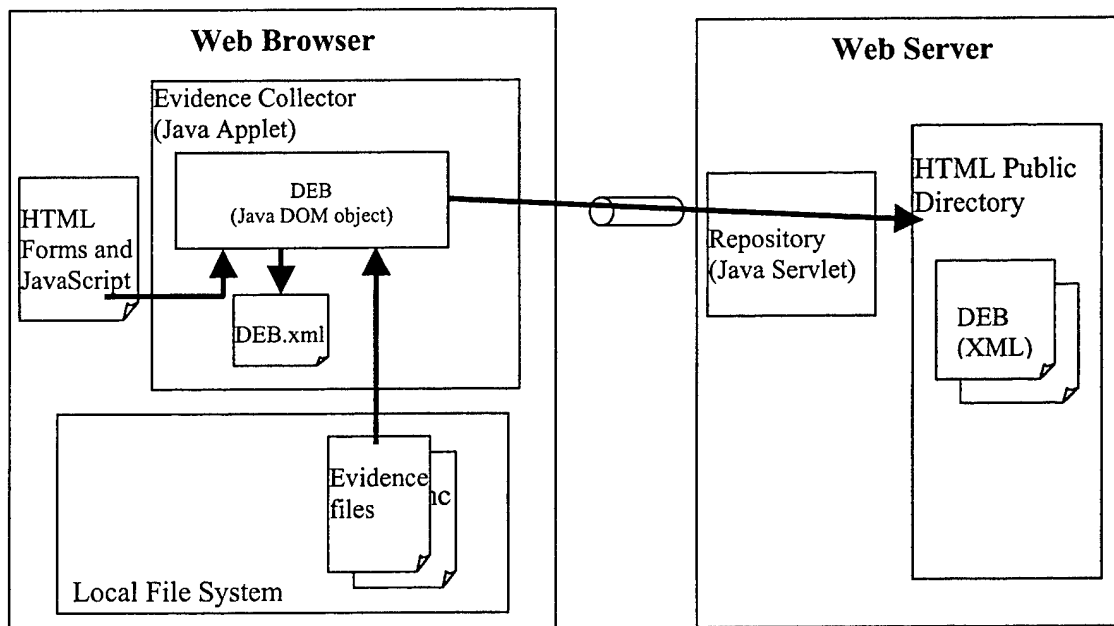 Web Browser
Evidence Collector
(Java Applet)
DEB
(Java DOM object)
HTML
Forms and
JavaScript
DEB.xml
Evidence
files
nc
Local File System
Web Server
HTML Public
Directory
Repository
(Java Servlet)
DEB
(XML)